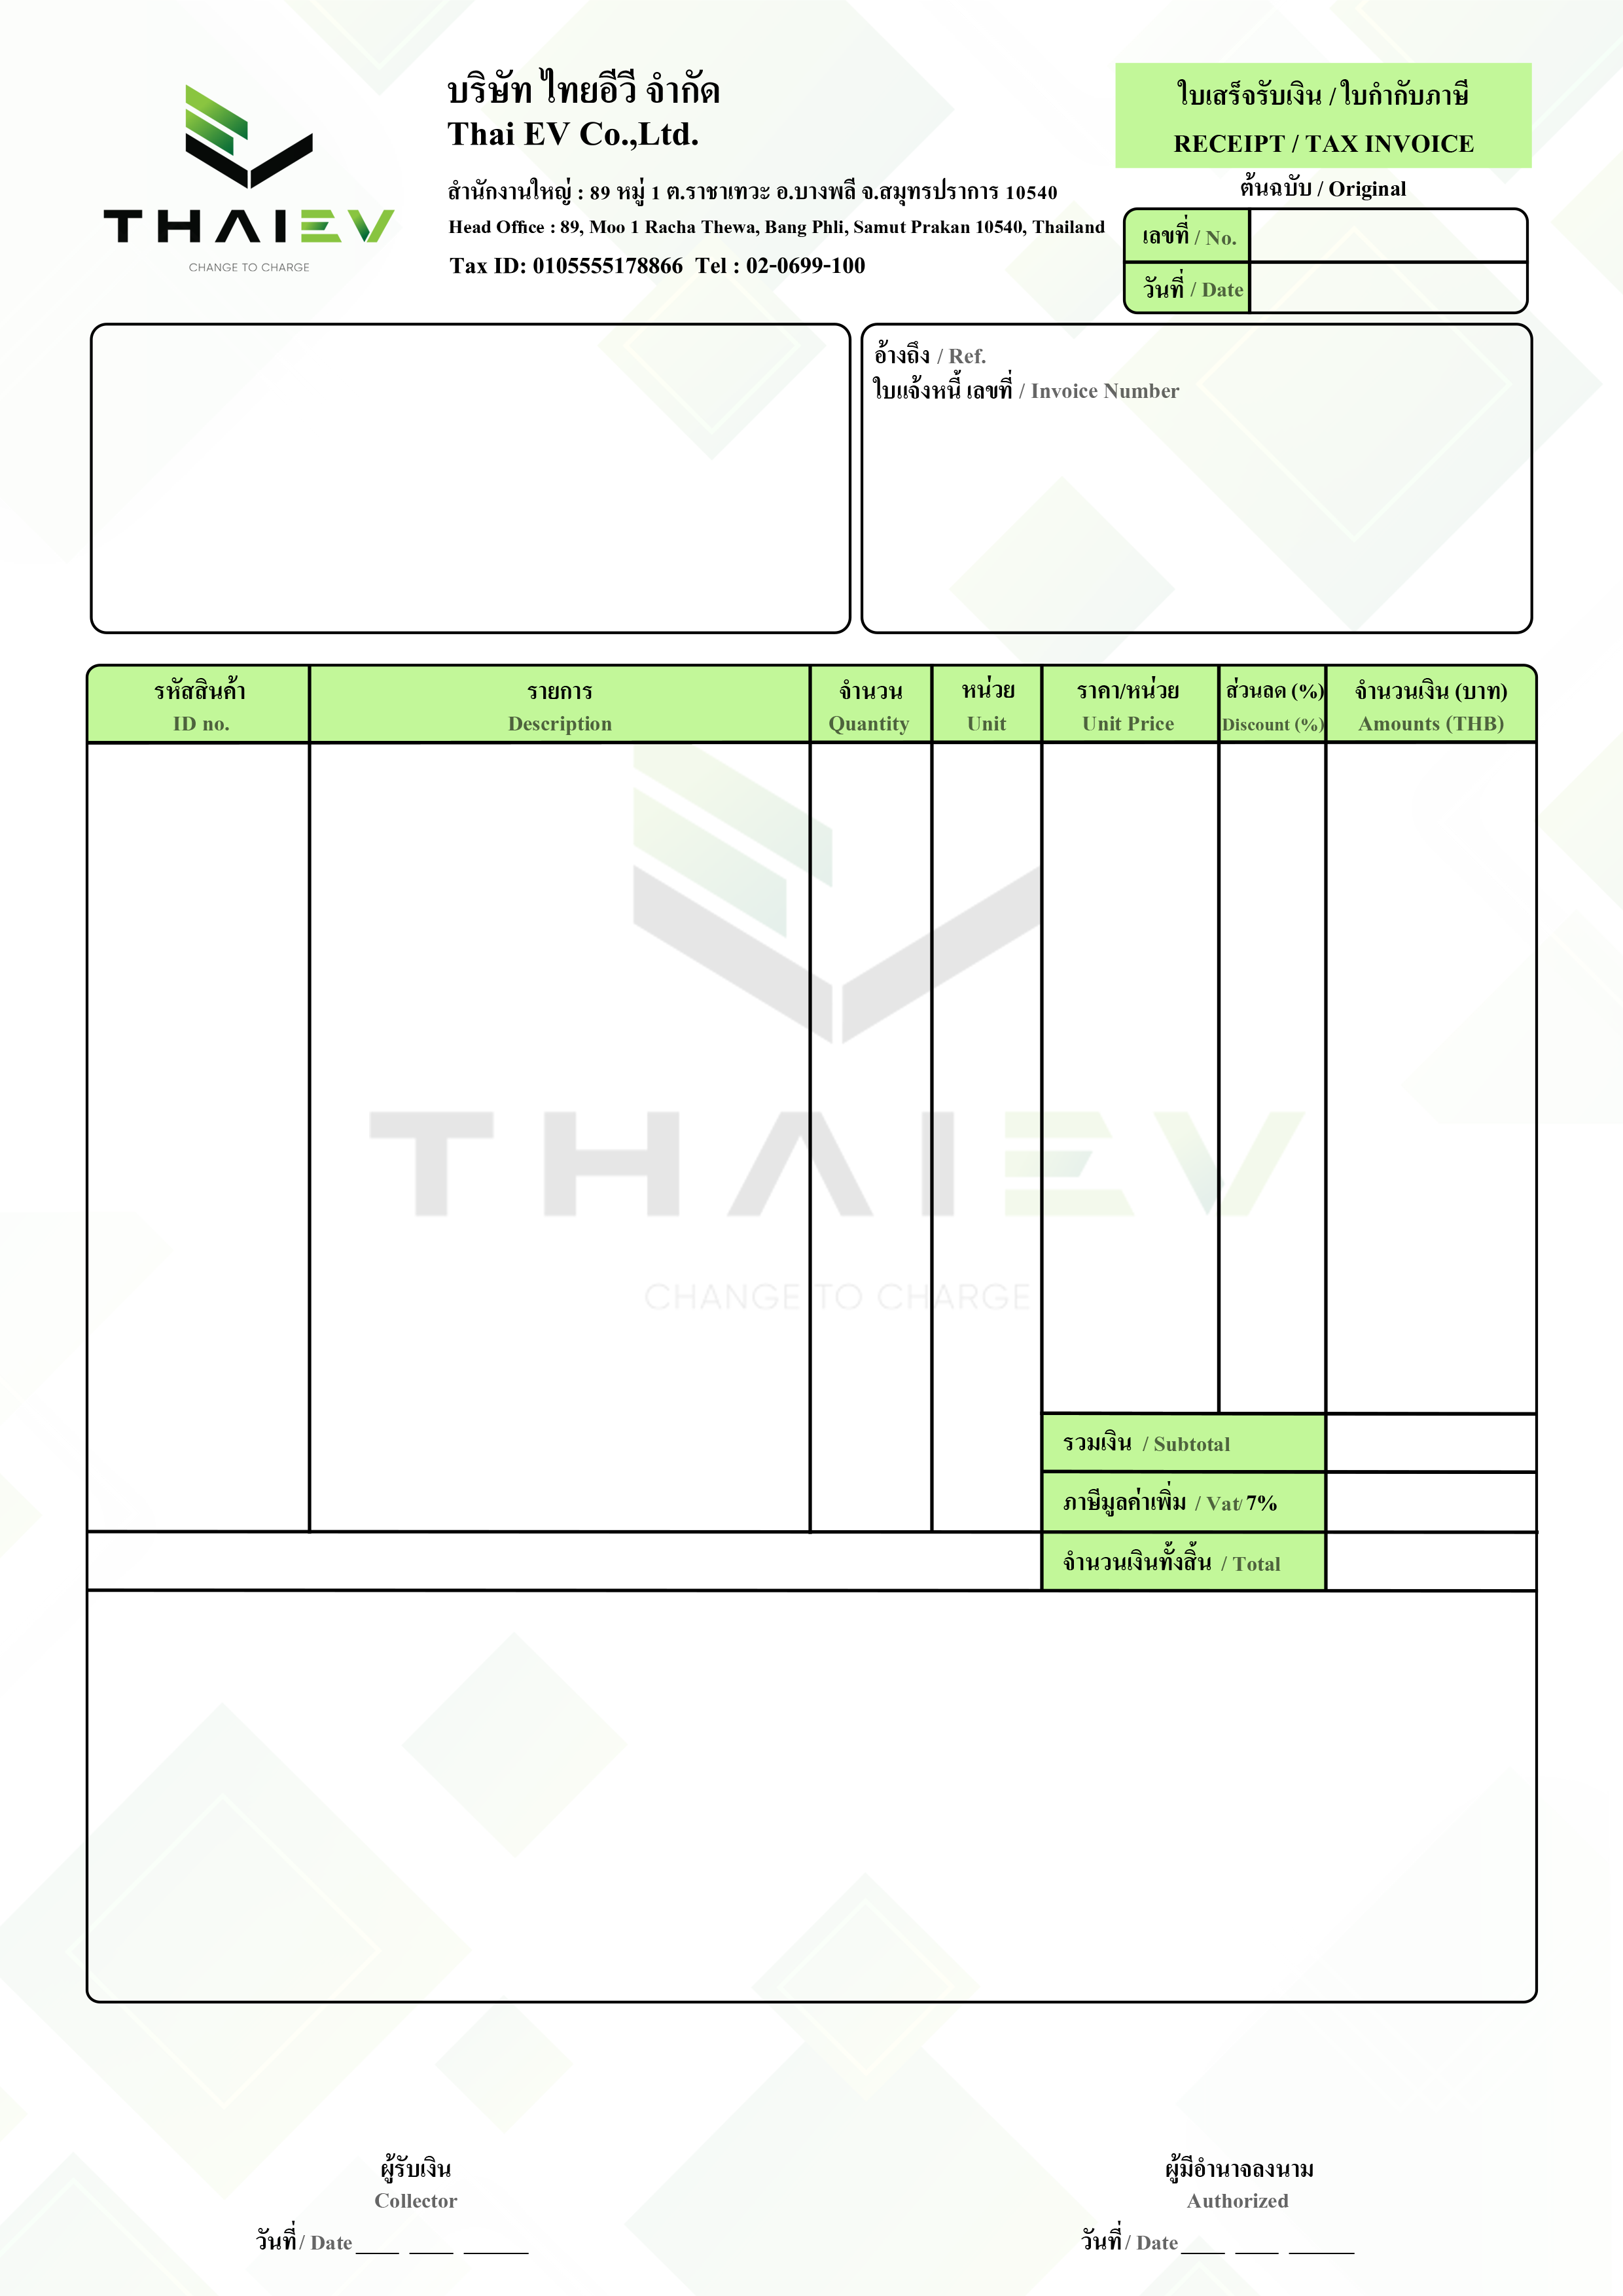 THAIEV
CHANGE TO CHARGE
บริษัท ไทยอีวี จำกัด
Thai EV Co.,Ltd.
สำนักงานใหญ่ : 89 หมู่ 1 ต.ราชาเทวะ อ.บางพลี จ.สมุทรปราการ 10540
Head Office : 89, Moo 1 Racha Thewa, Bang Phli, Samut Prakan 10540, Thailand
Tax ID: 0105555178866 Tel : 02-0699-100
ใบเสร็จรับเงิน / ใบกำกับภาษี
RECEIPT / TAX INVOICE
ต้นฉบับ / Original
เลขที่ / No.
วันที่ / Date
อ้างถึง / Ref.
ใบแจ้งหนี้ เลขที่ / Invoice Number
รหัสสินค้า รายการ จำนวน หน่วย ราคา/หน่วย ส่วนลด (%) จำนวนเงิน (บาท)
ID no. Description Quantity Unit Unit Price Discount (%) Amounts (THB)
THAIEV
CHANGE TO CHARGE
รวมเงิน / Subtotal
ภาษีมูลค่าเพิ่ม / Vat/ 7%
จำนวนเงินทั้งสิ้น / Total
ผู้รับเงิน
Collector
วันที่ / Date ____ ____ ______
ผู้มีอำนาจลงนาม
Authorized
วันที่ / Date ____ ____ ______